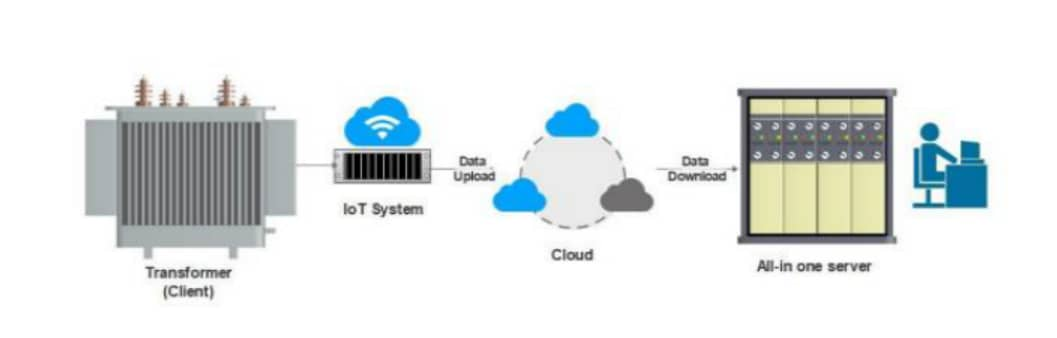 Transformer
(Client)
IoT System
Data
Upload
Cloud
Data
Download
All-in one server